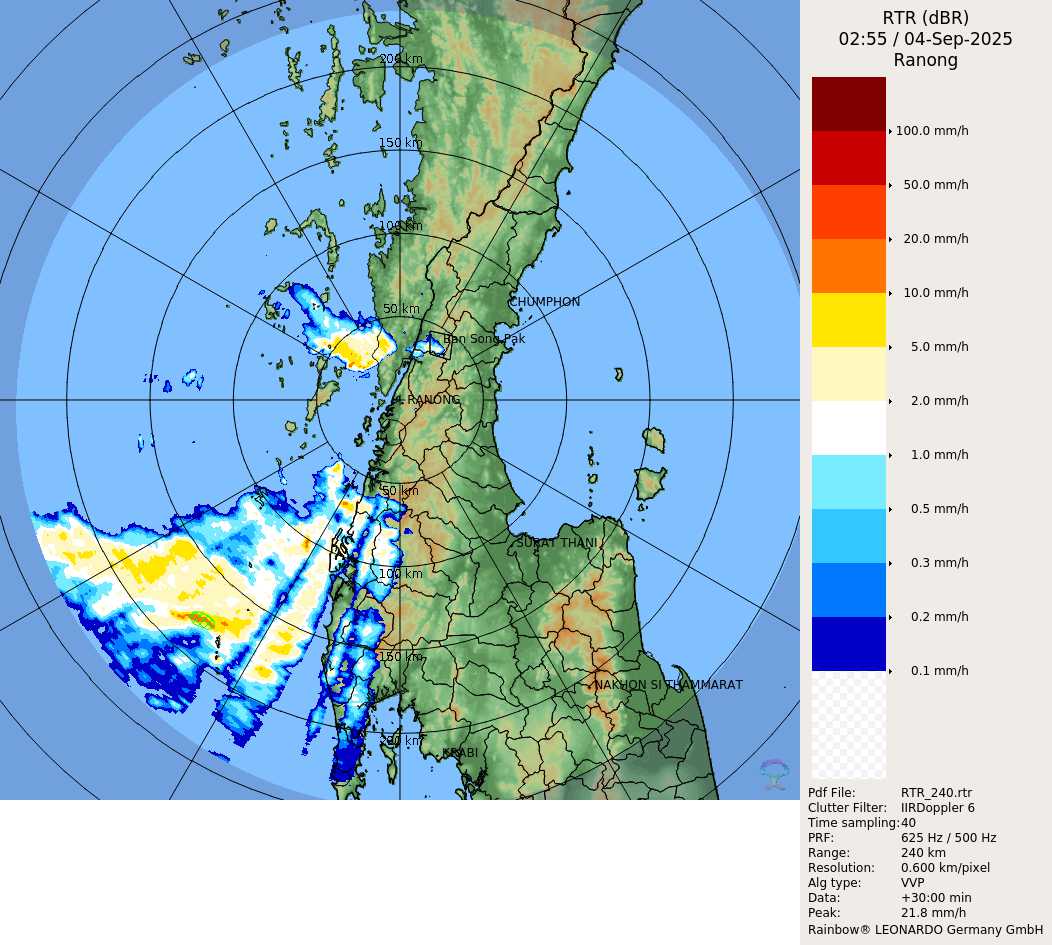 RTR (dBR)
02:55 / 04-Sep-2025
Ranong
100.0 mm/h
50.0 mm/h
20.0 mm/h
10.0 mm/h
5.0 mm/h
2.0 mm/h
1.0 mm/h
0.5 mm/h
0.3 mm/h
0.2 mm/h
0.1 mm/h
Pdf File: RTR_240.rtr
Clutter Filter: IIRDoppler 6
Time sampling: 40
PRF: 625 Hz / 500 Hz
Range: 240 km
Resolution: 0.600 km/pixel
Alg type: VVP
Data: +30:00 min
Peak: 21.8 mm/h
Rainbow® LEONARDO Germany GmbH
200 km
150 km
100 km
CHUMPHON
50 km
Ban Song Pak
RANONG
50 km
SURAT THANI
100 km
150 km
NAKHON SI THAMMARAT
200 km
KRABI